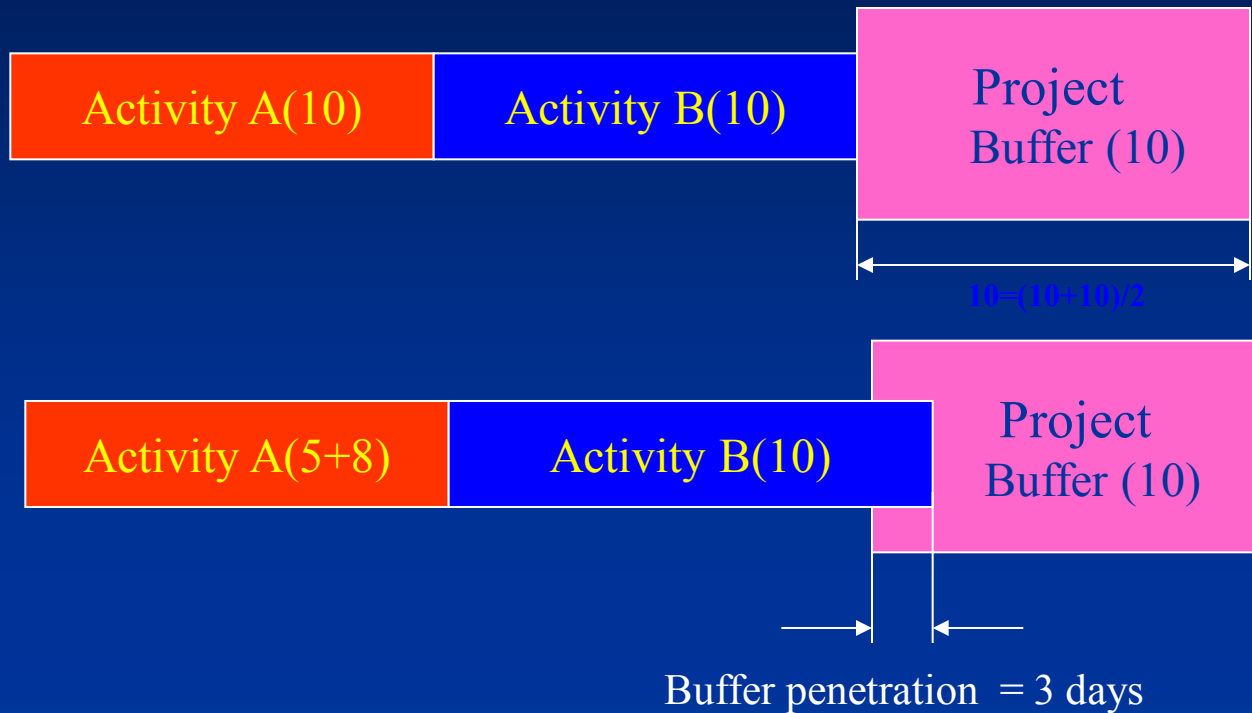 Activity A(10)
Activity B(10)
Project
Buffer (10)
10=(10+10)/2
Activity A(5+8)
Activity B(10)
Project
Buffer (10)
Buffer penetration = 3 days